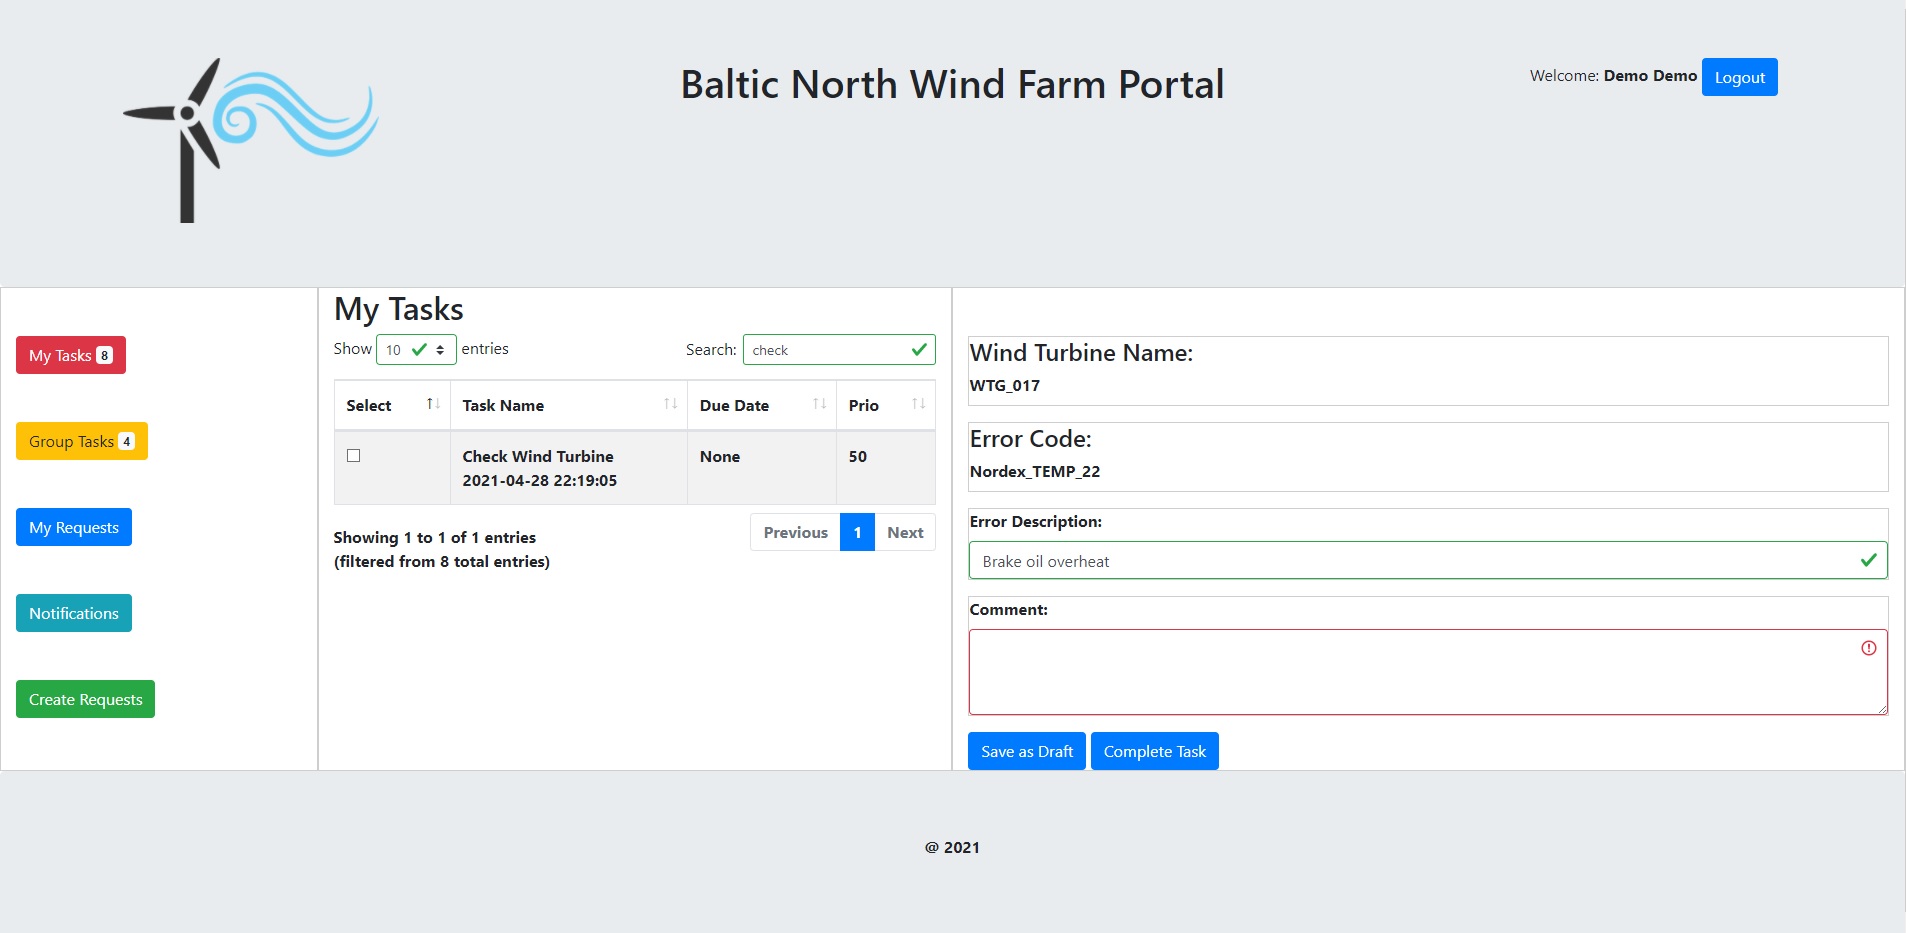 Baltic North Wind Farm Portal
Welcome: Demo Demo Logout
My Tasks 8
Group Tasks 4
My Requests
Notifications
Create Requests
My Tasks
Show 10 entries Search: check
Select Task Name Due Date Prio
Check Wind Turbine None 50
2021-04-28 22:19:05
Showing 1 to 1 of 1 entries
(filtered from 8 total entries)
Previous 1 Next
Wind Turbine Name:
WTG_017
Error Code:
Nordex_TEMP_22
Error Description:
Brake oil overheat
Comment:
Save as Draft Complete Task
@ 2021